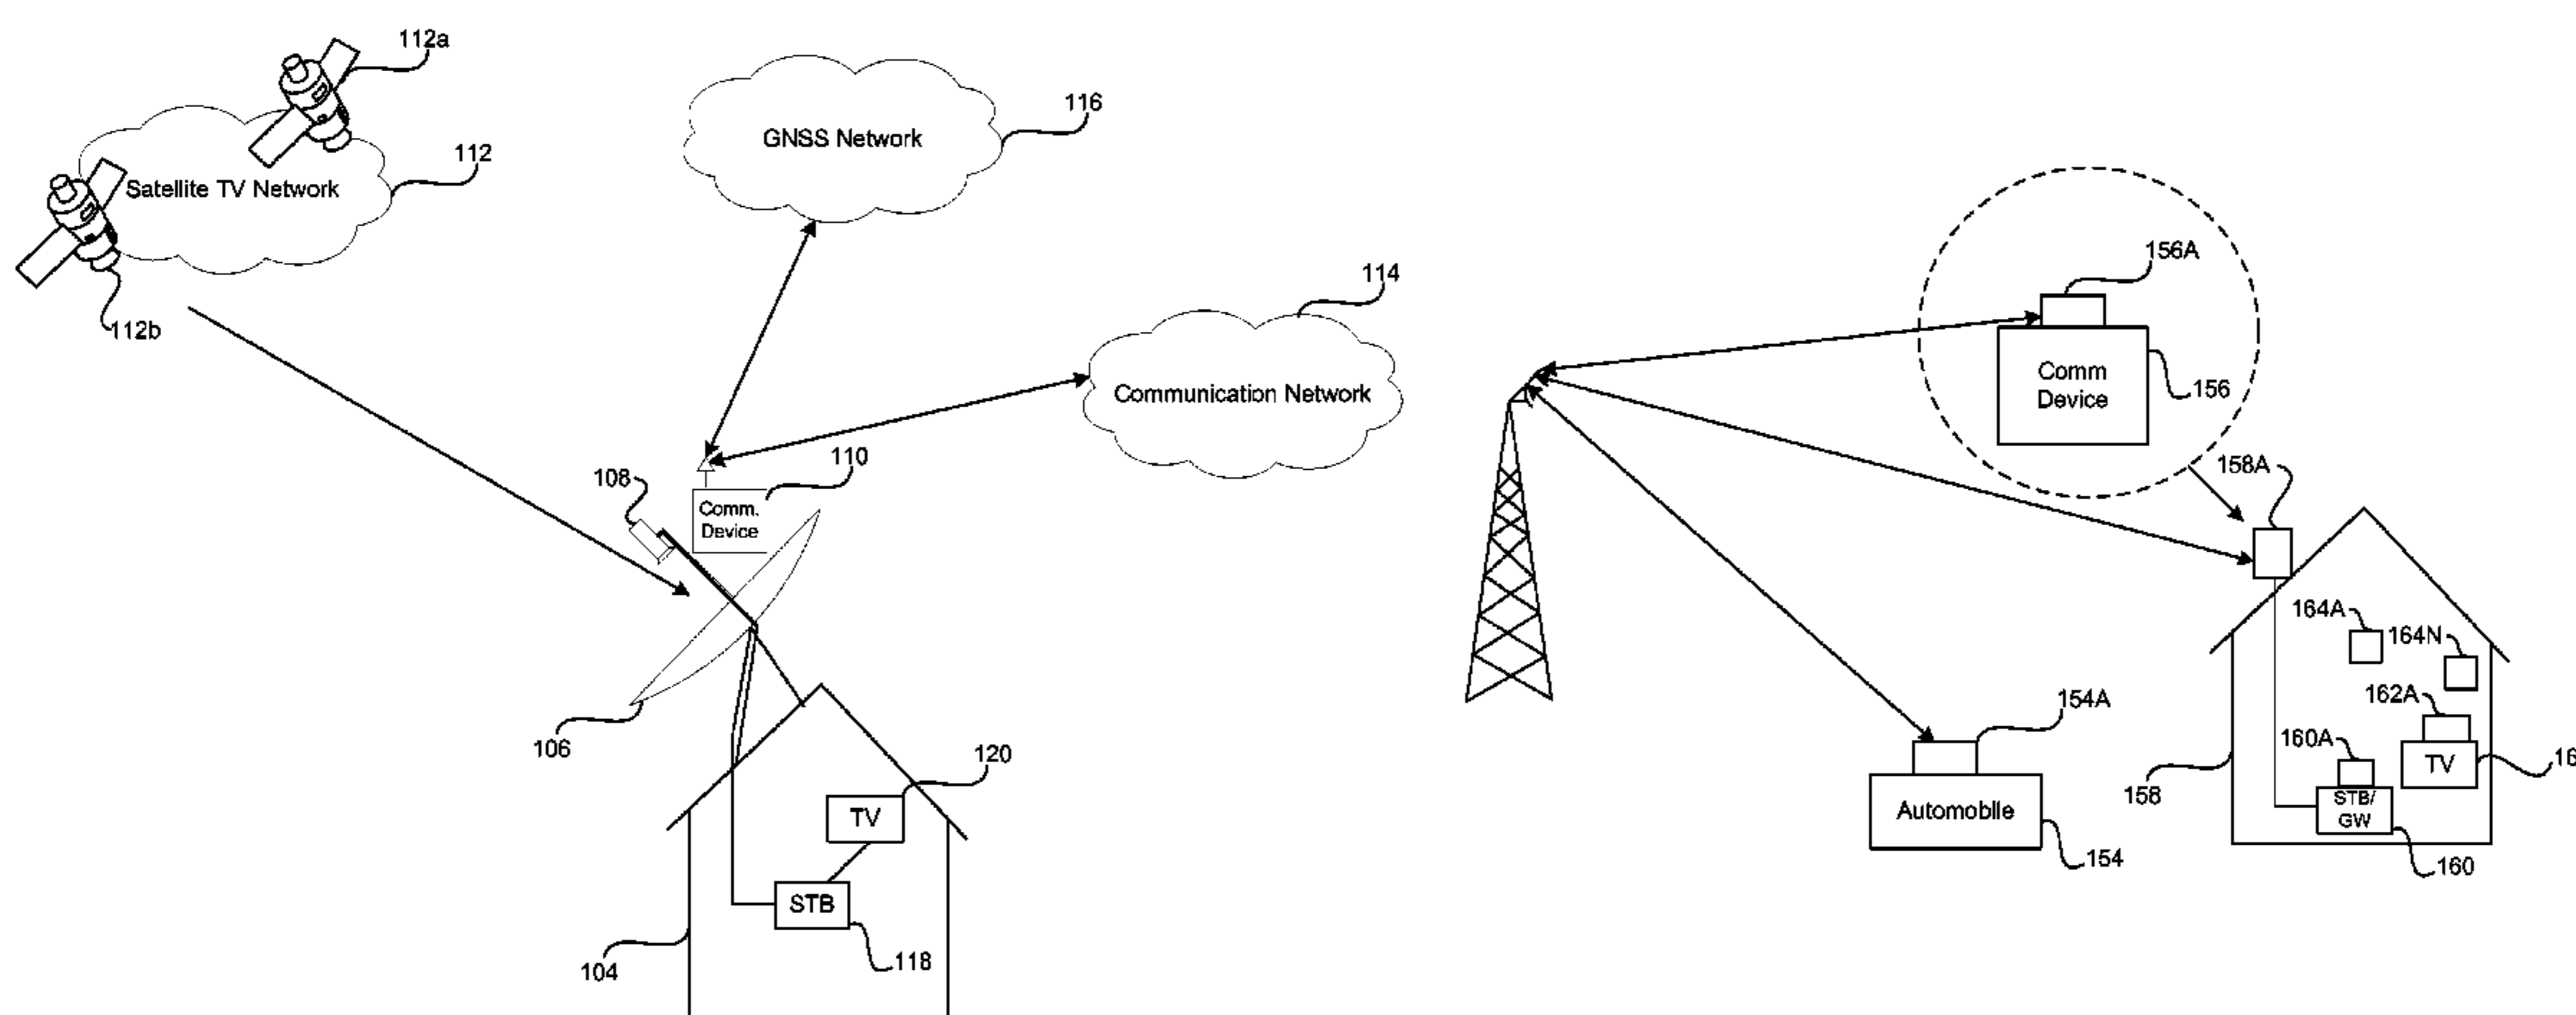 112a
112
Satellite TV Network
112b
116
GNSS Network
114
Communication Network
110
108
Comm.
Device
106
120
TV
STB
118
104
156A
Comm
Device
156
158A
164A
164N
162A
TV
160A
STB/
GW
158
160
154A
Automobile
154